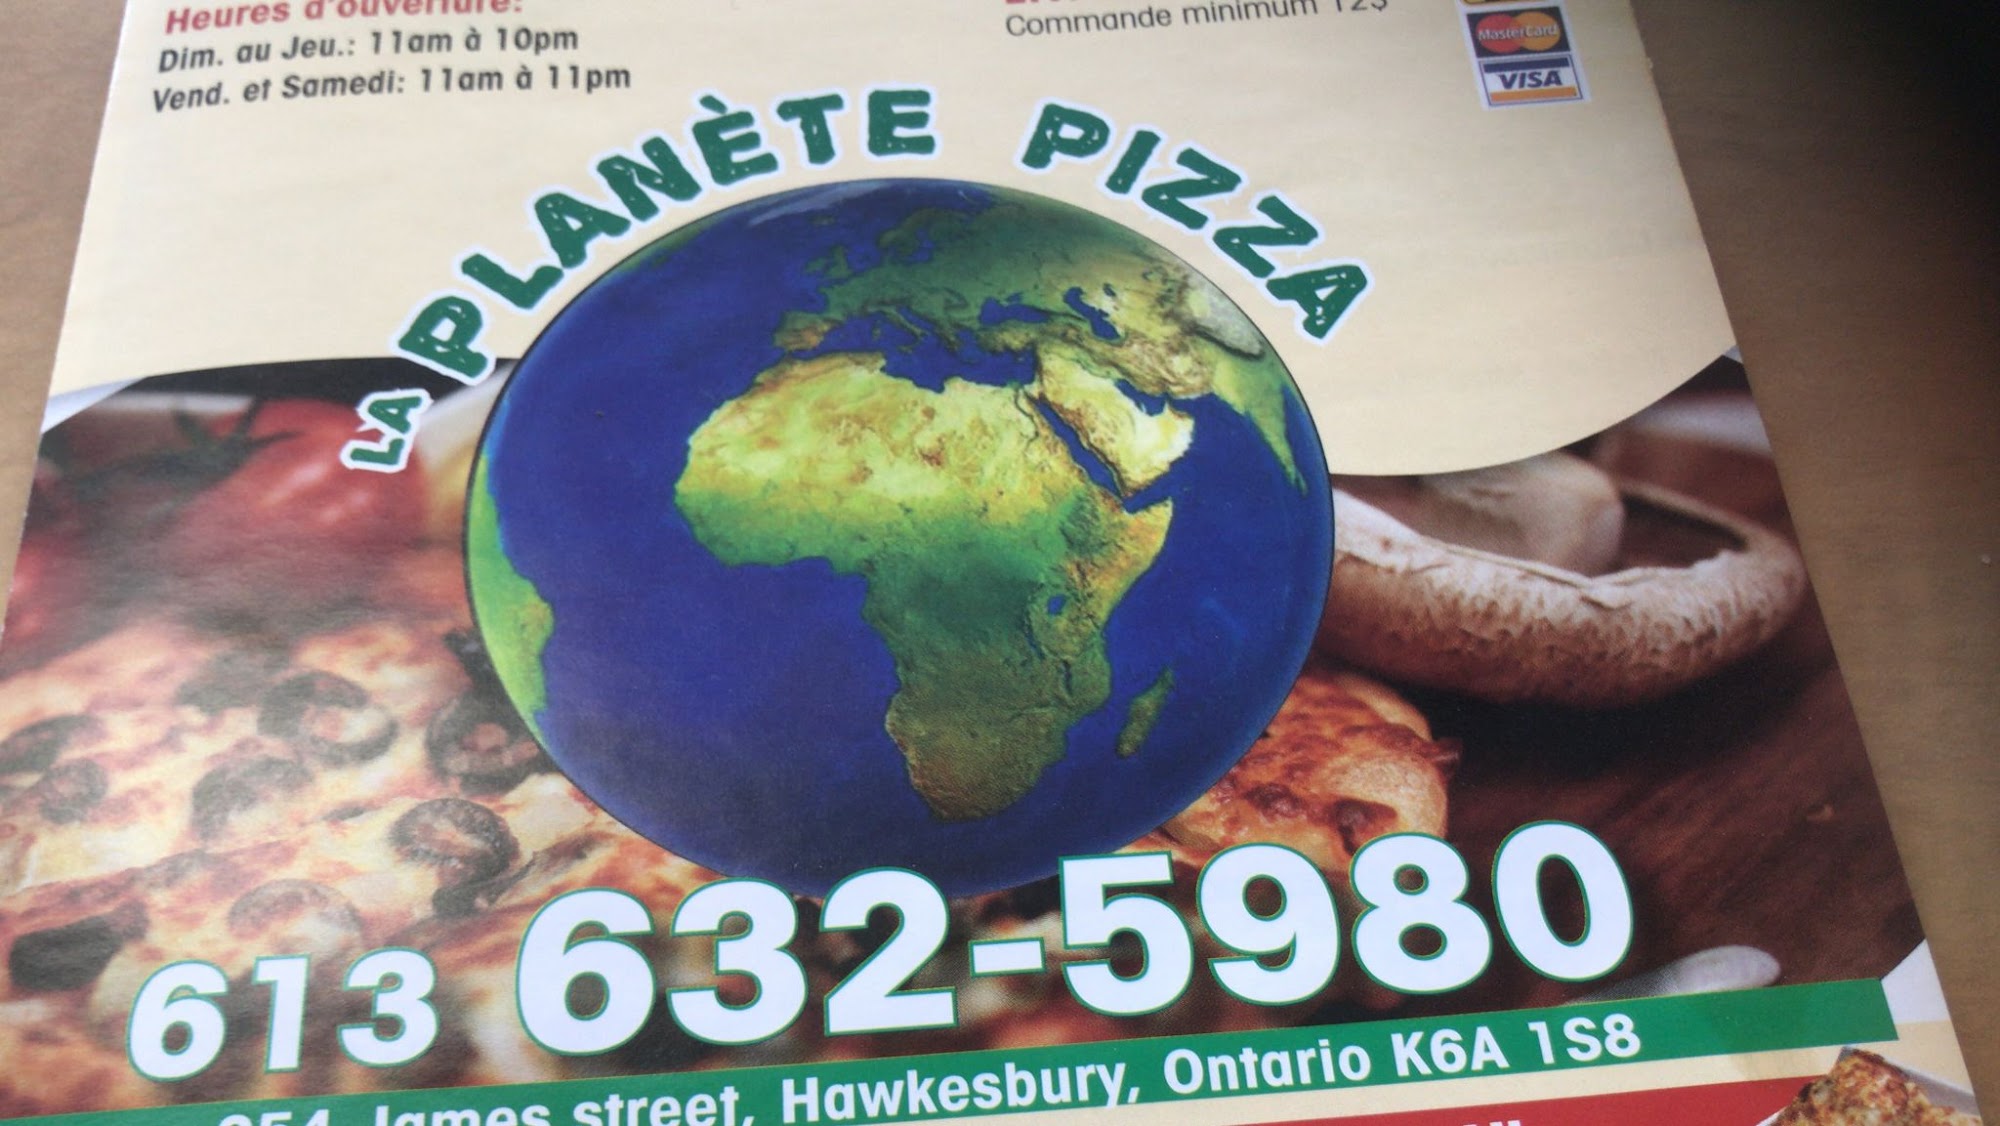 Heures d'ouverture:
Dim. au Jeu.: 11am à 10pm
Vend. et Samedi: 11am à 11pm
Commande minimum 12$
MasterCard
VISA
LA PLANÈTE PIZZA
613 632-5980
James street, Hawkesbury, Ontario K6A 1S8